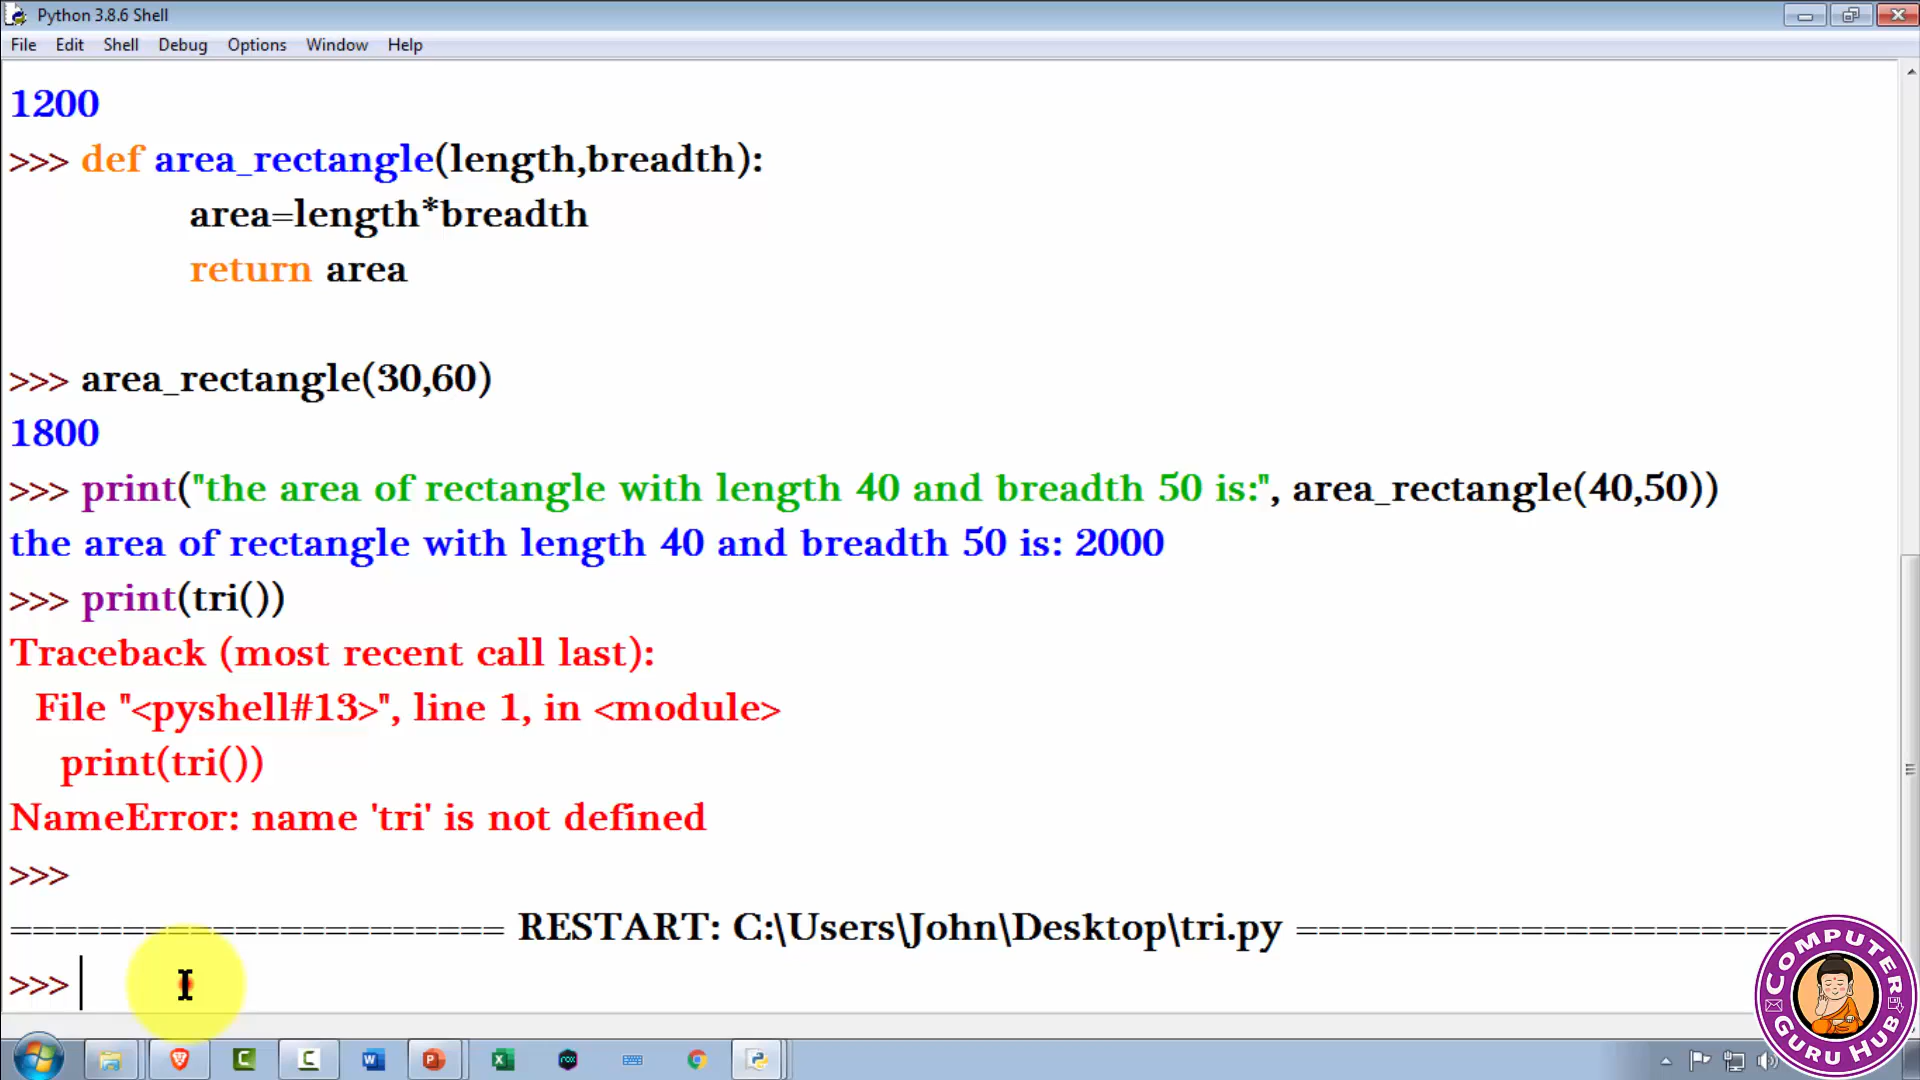 Python 3.8.6 Shell
File Edit Shell Debug Options Window Help
1200
>>> def area_rectangle(length,breadth):
area=length*breadth
return area
>>> area_rectangle(30,60)
1800
>>> print("the area of rectangle with length 40 and breadth 50 is:", area_rectangle(40,50))
the area of rectangle with length 40 and breadth 50 is: 2000
>>> print(tri())
Traceback (most recent call last):
File "<pyshell#13>", line 1, in <module>
print(tri())
NameError: name 'tri' is not defined
>>>
====================== RESTART: C:\Users\John\Desktop\tri.py ======================
>>>
COMPUTER
GURU HUB